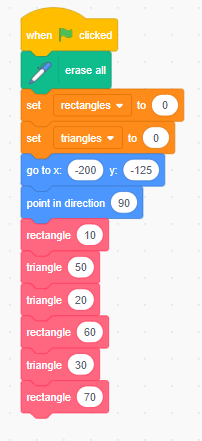 when clicked
erase all
set rectangles to 0
set triangles to 0
go to x: -200 y: -125
point in direction 90
rectangle 10
triangle 50
triangle 20
rectangle 60
triangle 30
rectangle 70